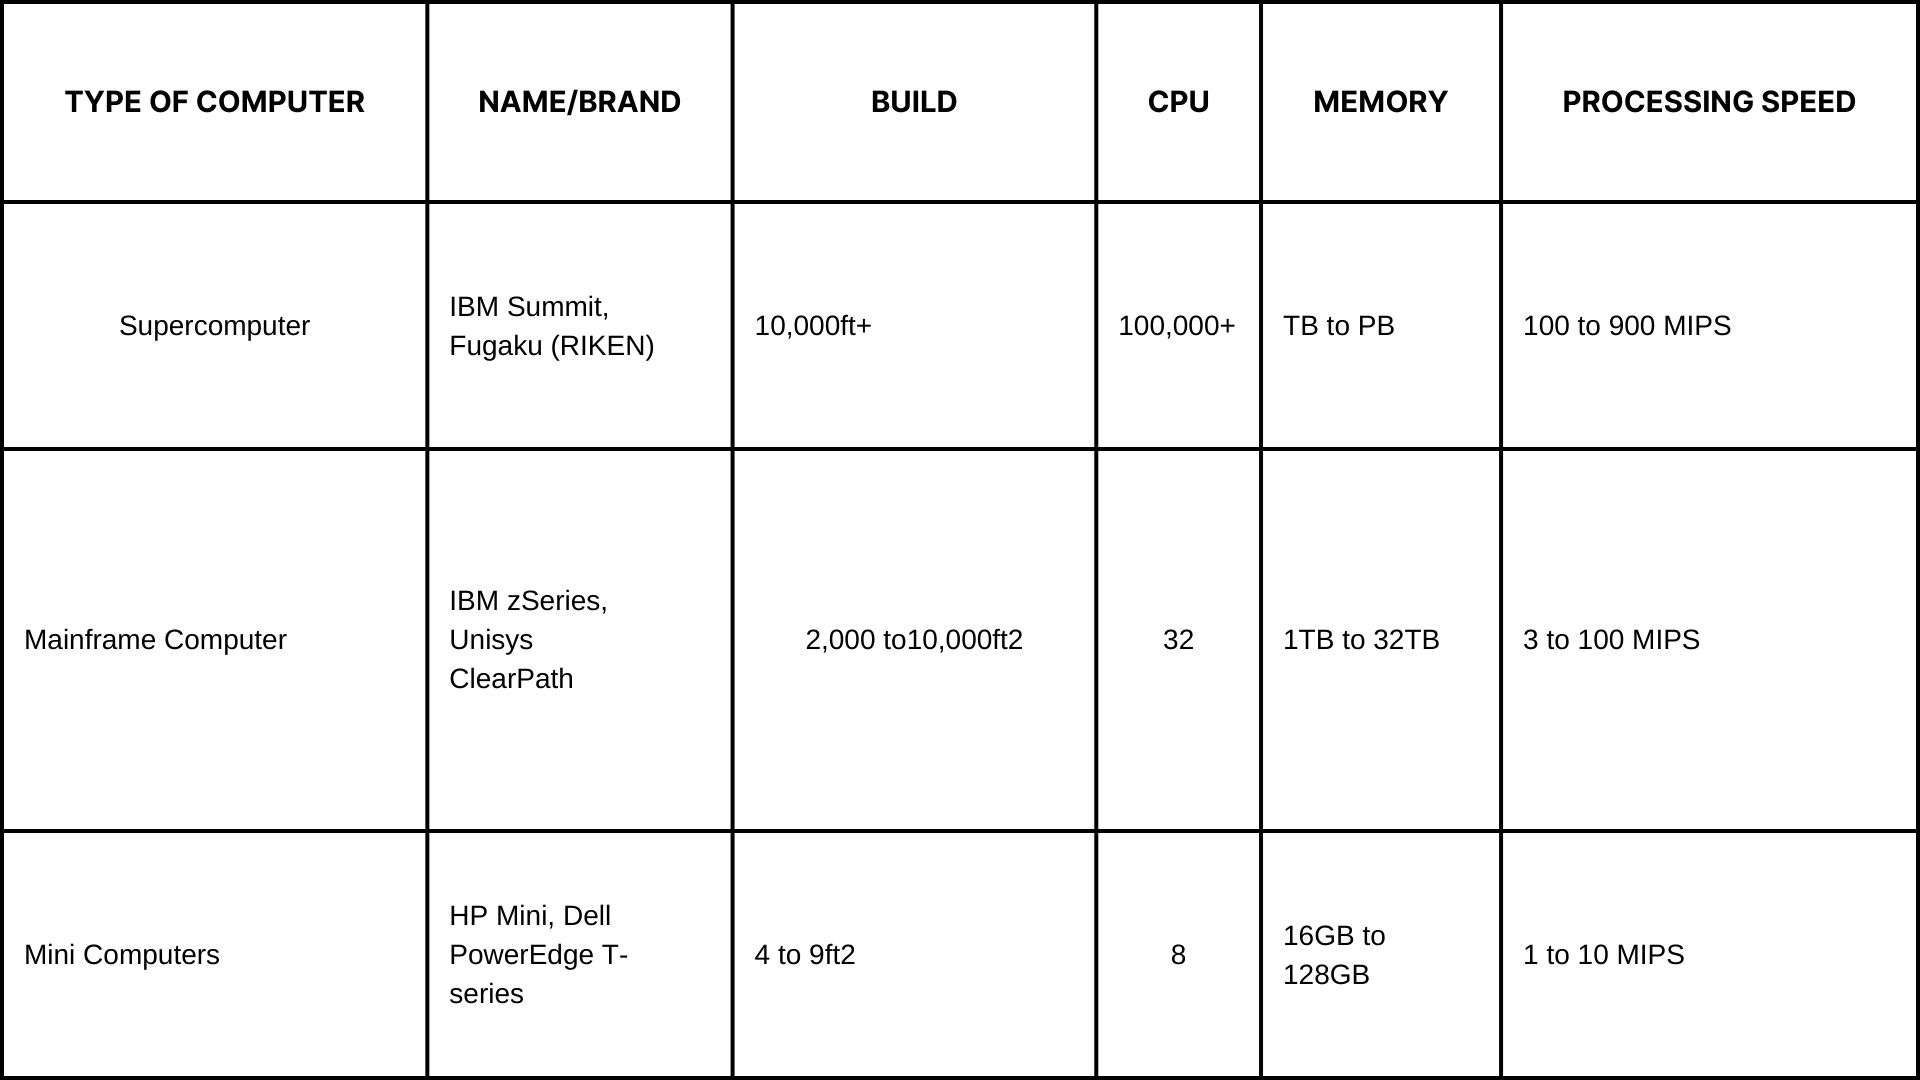 TYPE OF COMPUTER NAME/BRAND BUILD CPU MEMORY PROCESSING SPEED
Supercomputer
IBM Summit,
Fugaku (RIKEN)
10,000ft+
100,000+
TB to PB
100 to 900 MIPS
Mainframe Computer
IBM zSeries,
Unisys
ClearPath
2,000 to10,000ft2
32
1TB to 32TB
3 to 100 MIPS
Mini Computers
HP Mini, Dell
PowerEdge T-
series
4 to 9ft2
8
16GB to
128GB
1 to 10 MIPS